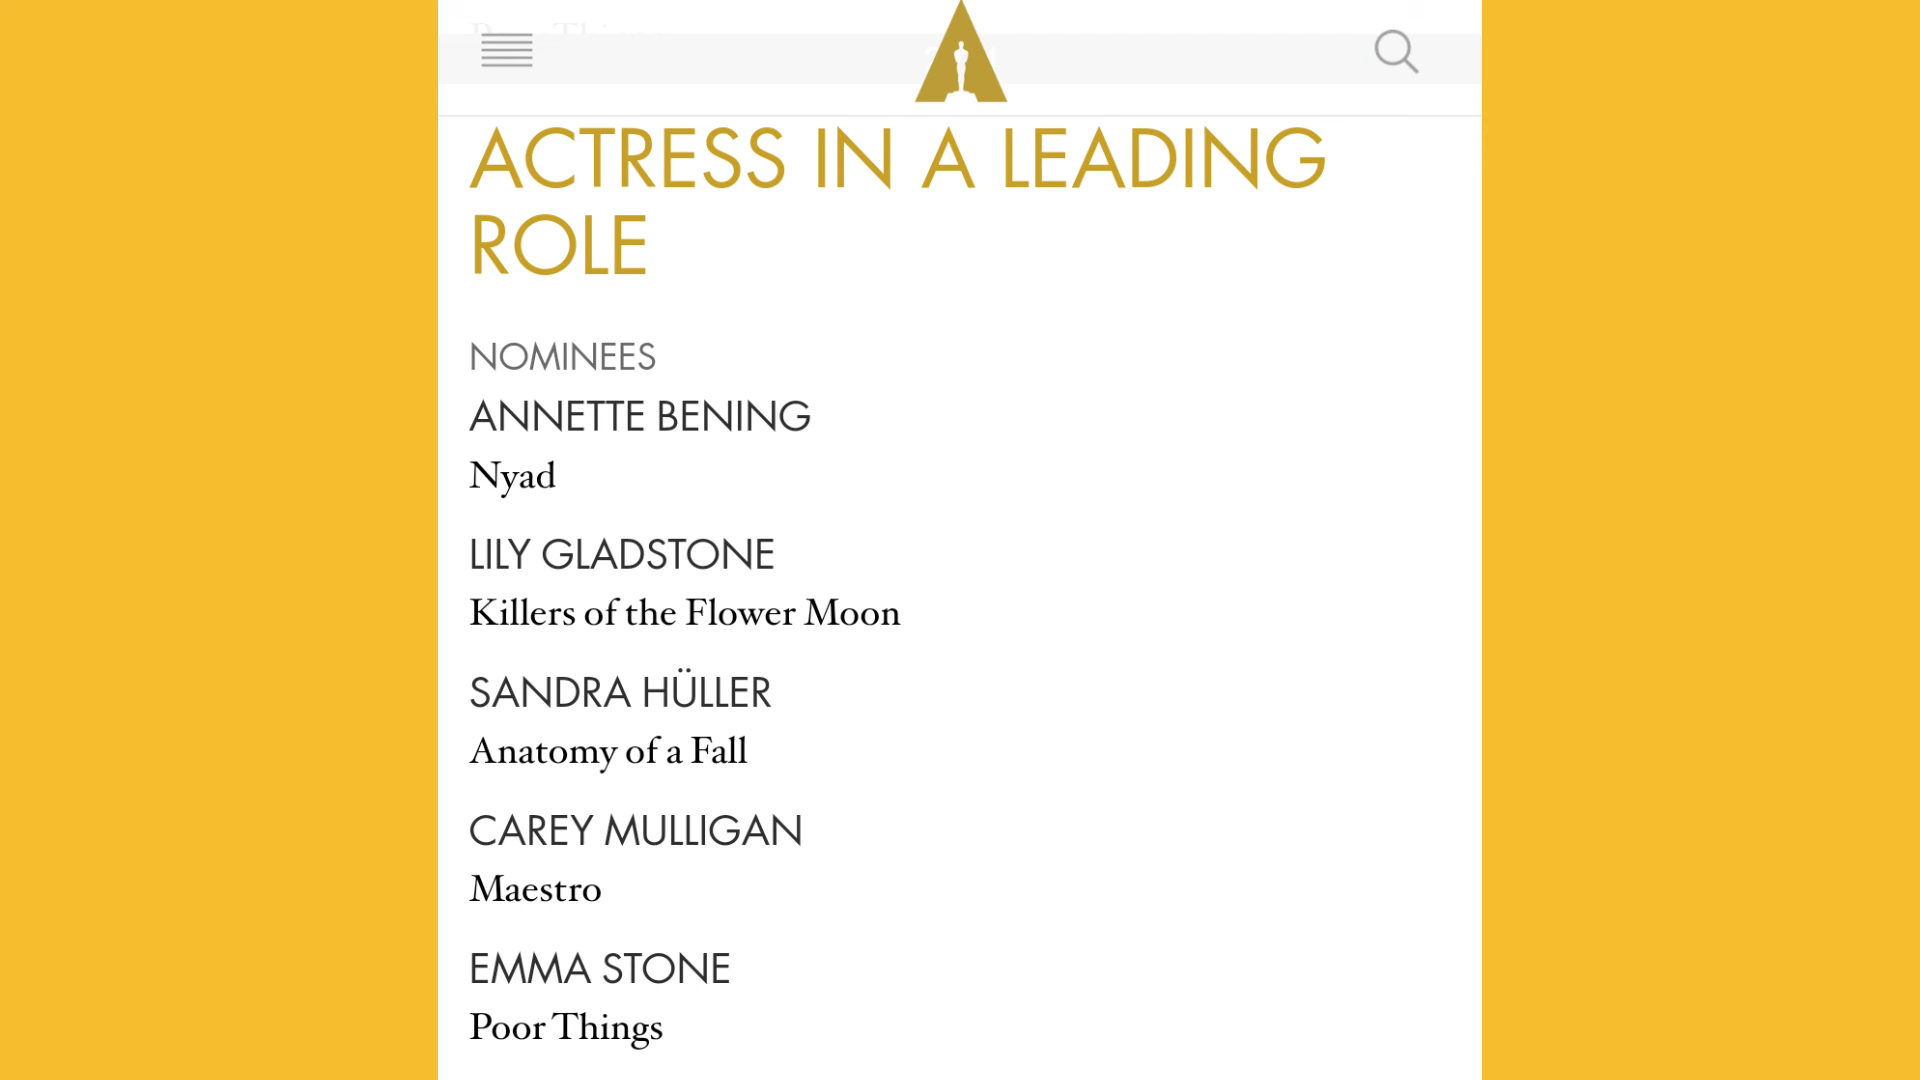 ACTRESS IN A LEADING
ROLE
NOMINEES
ANNETTE BENING
Nyad
LILY GLADSTONE
Killers of the Flower Moon
SANDRA HÜLLER
Anatomy of a Fall
CAREY MULLIGAN
Maestro
EMMA STONE
Poor Things